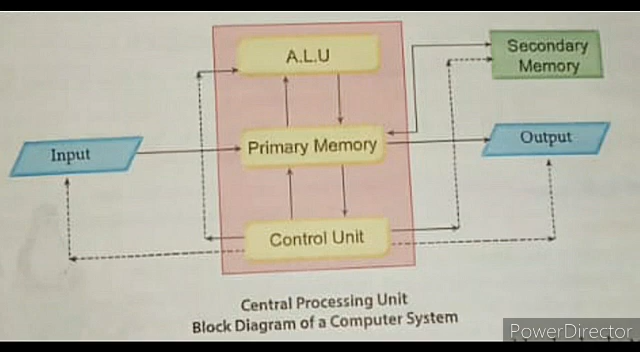 A.L.U
Secondary
Memory
Input
Primary Memory
Output
Control Unit
Central Processing Unit
Block Diagram of a Computer System
PowerDirector